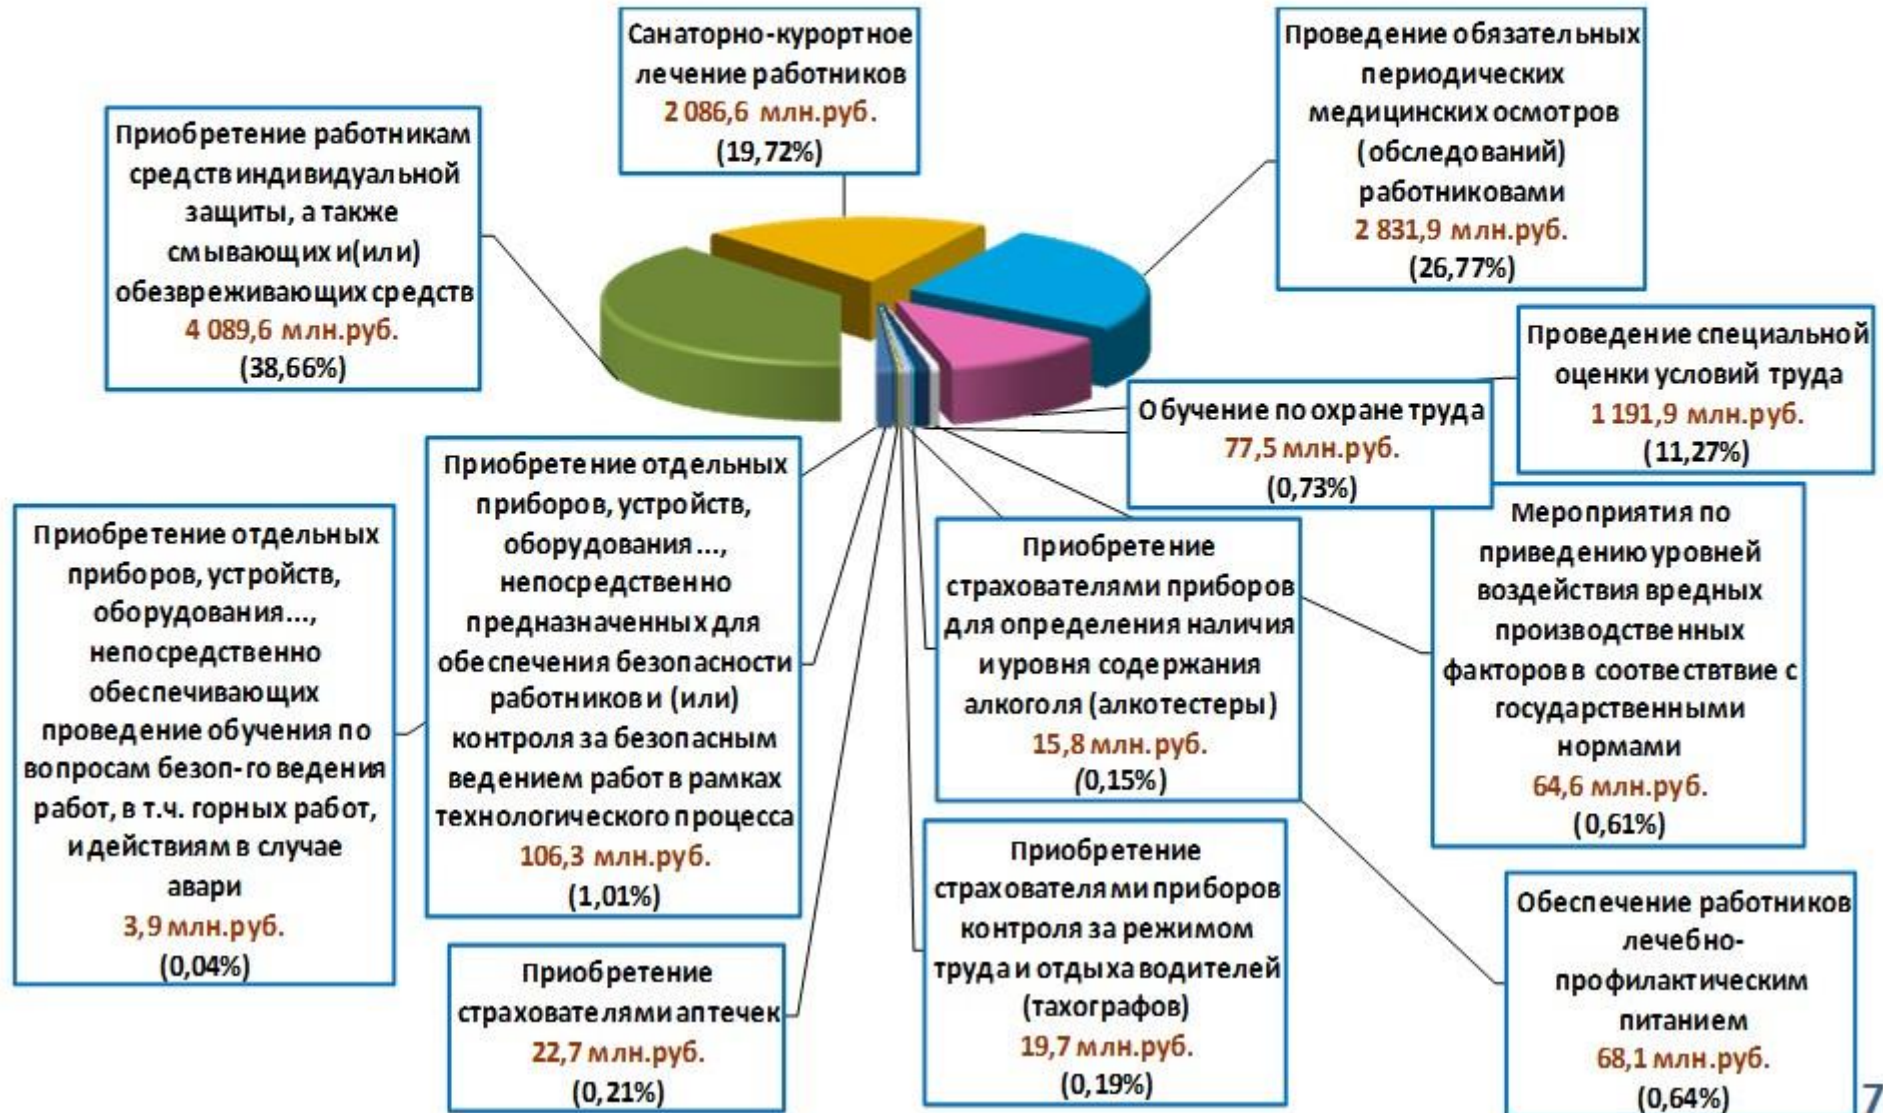 Санаторно-курортное
лечение работников
2 086,6 млн.руб.
(19,72%)
Проведение обязательных
периодических
медицинских осмотров
(обследований)
работниковами
2 831,9 млн.руб.
(26,77%)
Приобретение работникам
средств индивидуальной
защиты, а также
смывающих и(или)
обезвреживающих средств
4 089,6 млн.руб.
(38,66%)
Проведение специальной
оценки условий труда
1 191,9 млн.руб.
(11,27%)
Обучение по охране труда
77,5 млн.руб.
(0,73%)
Приобретение отдельных
приборов, устройств,
оборудования...,
непосредственно
предназначенных для
обеспечения безопасности
работников и (или)
контроля за безопасным
ведением работ в рамках
технологического процесса
106,3 млн.руб.
(1,01%)
Приобретение отдельных
приборов, устройств,
оборудования...,
непосредственно
обеспечивающих
проведение обучения по
вопросам безоп-го ведения
работ, в т.ч. горных работ,
и действиям в случае
авари
3,9 млн.руб.
(0,04%)
Приобретение
страхователями приборов
для определения наличия
и уровня содержания
алкоголя (алкотестеры)
15,8 млн.руб.
(0,15%)
Мероприятия по
приведению уровней
воздействия вредных
производственных
факторов в соотвествтвие с
государственными
нормами
64,6 млн.руб.
(0,61%)
Приобретение
страхователями аптечек
22,7 млн.руб.
(0,21%)
Приобретение
страхователями приборов
контроля за режимом
труда и отдыха водителей
(тахографов)
19,7 млн.руб.
(0,19%)
Обеспечение работников
лечебно-
профилактическим
питанием
68,1 млн.руб.
(0,64%)
7